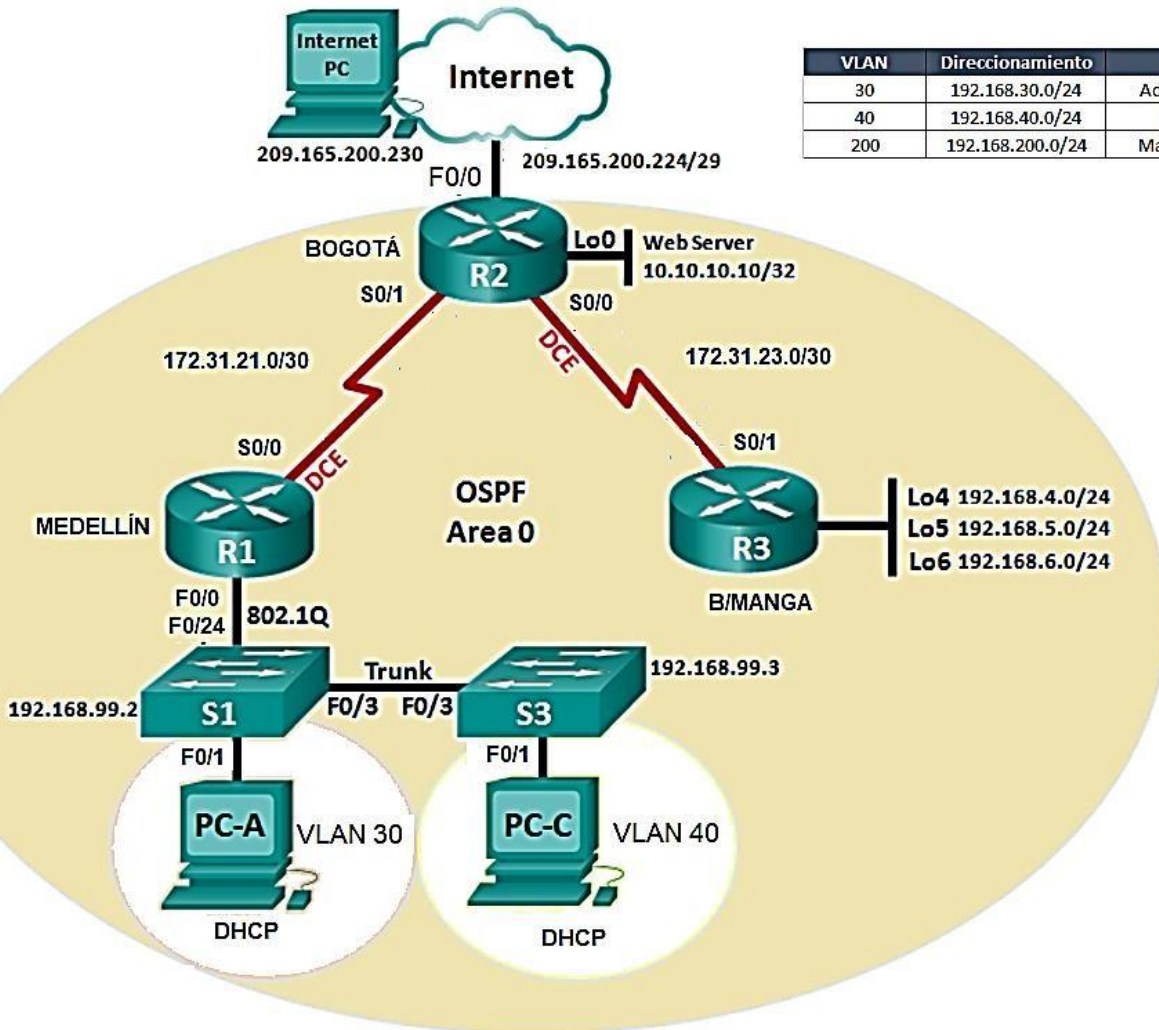 Internet
PC
Internet
209.165.200.230
209.165.200.224/29
F0/0
VLAN Direccionamiento
30 192.168.30.0/24
40 192.168.40.0/24
200 192.168.200.0/24
BOGOTÁ
R2
Lo0
Web Server
10.10.10.10/32
S0/1
S0/0
DCE
172.31.21.0/30
172.31.23.0/30
S0/0
DCE
S0/1
OSPF
Area 0
MEDELLÍN
R1
R3
B/MANGA
Lo4 192.168.4.0/24
Lo5 192.168.5.0/24
Lo6 192.168.6.0/24
F0/0
F0/24
802.1Q
Trunk
192.168.99.3
192.168.99.2
S1
F0/3 F0/3
S3
F0/1
F0/1
PC-A
VLAN 30
PC-C
VLAN 40
DHCP
DHCP